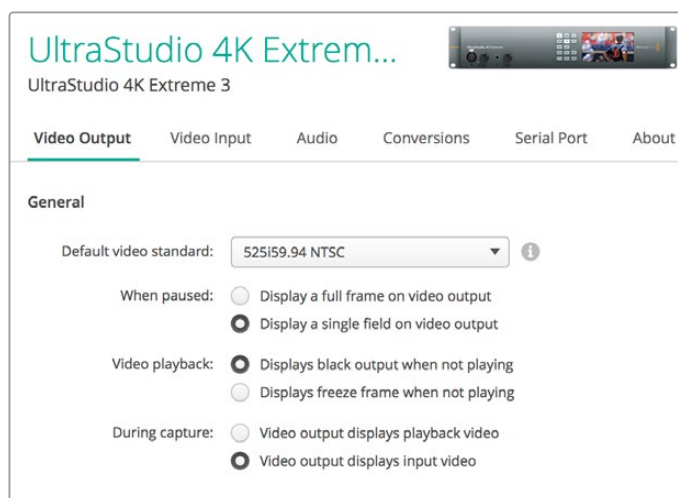 UltraStudio 4K Extrem...
UltraStudio 4K Extreme 3
Video Output Video Input Audio Conversions Serial Port About
General
Default video standard: 525i59.94 NTSC
When paused: Display a full frame on video output
Display a single field on video output
Video playback: Displays black output when not playing
Displays freeze frame when not playing
During capture: Video output displays playback video
Video output displays input video